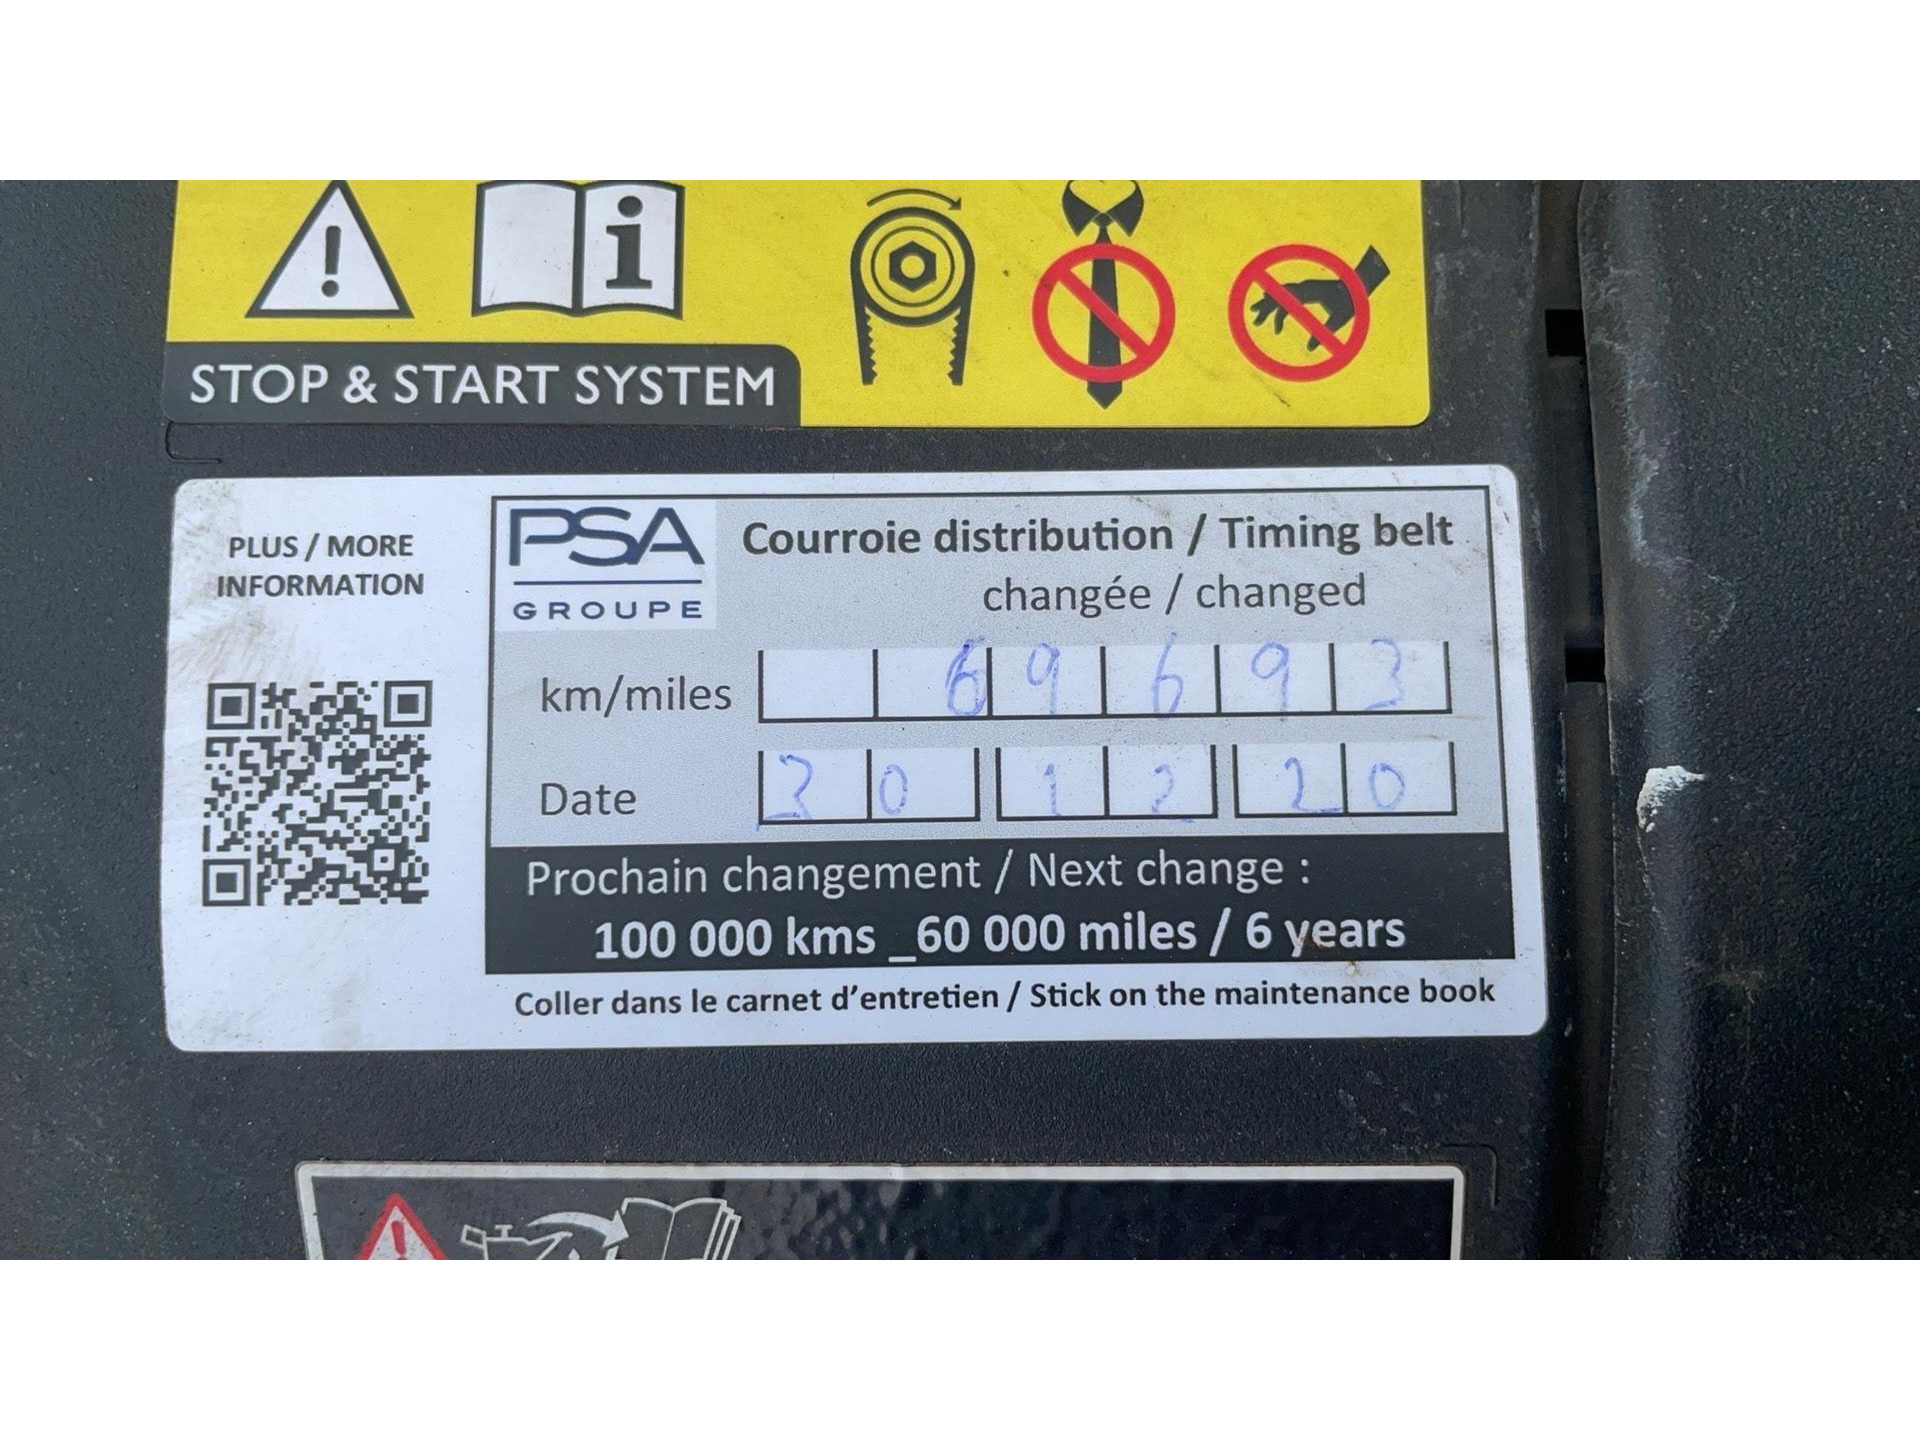 STOP & START SYSTEM
PLUS / MORE
INFORMATION
PSA
GROUPE
Courroie distribution / Timing belt
changée / changed
km/miles 69693
Date 30 12 20
Prochain changement / Next change :
100 000 kms _60 000 miles / 6 years
Coller dans le carnet d'entretien / Stick on the maintenance book